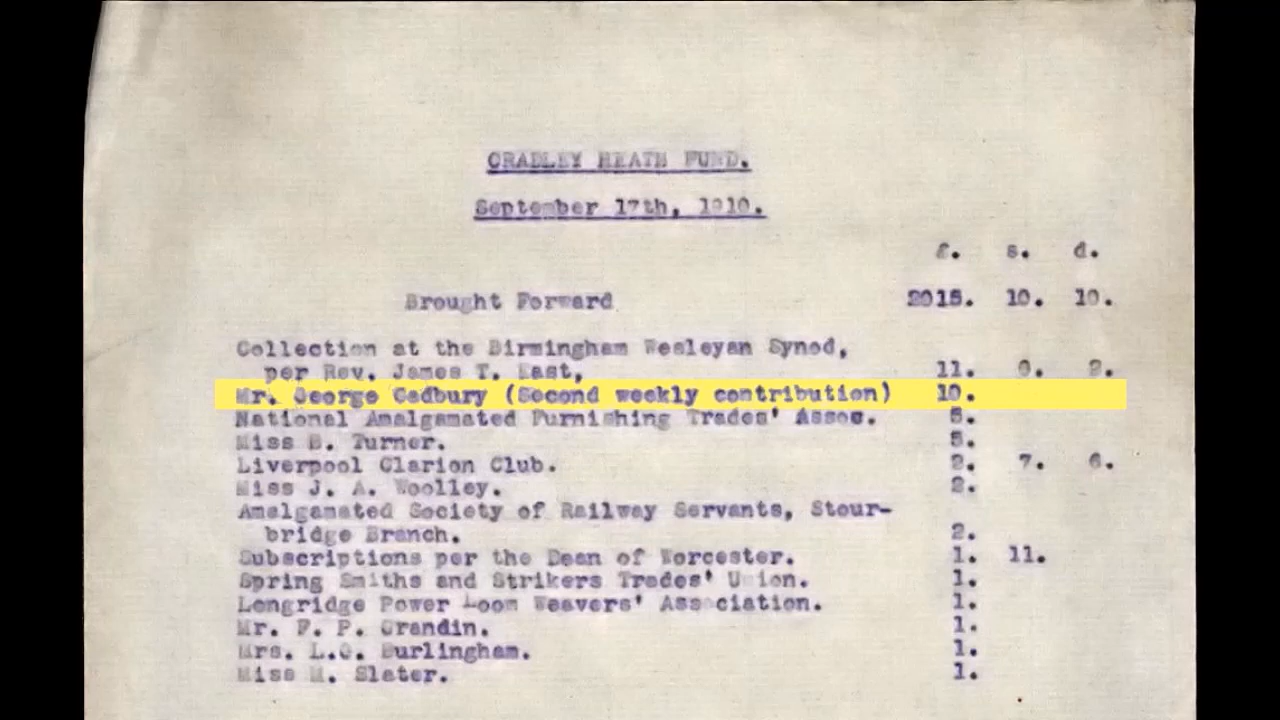 CRADLEY HEATH FUND.
September 17th, 1910.
£. s. d.
Brought Forward 2015. 10. 10.
Collection at the Birmingham Wesleyan Synod,
per Rev. James T. East, 11. 0. 2.
Mr. George Cadbury (Second weekly contribution) 10.
National Amalgamated Furnishing Trades' Assoc. 5.
Miss Turner. 5.
Liverpool Clarion Club. 2. 7. 6.
Miss J. A. Woolley. 2.
Amalgamated Society of Railway Servants, Stour-
bridge Branch. 2.
Subscriptions per the Dean of Worcester. 1. 11.
Spring Smiths and Strikers Trades' Union. 1.
Longridge Power Loom Weavers' Association. 1.
Mr. F. P. Grandin. 1.
Mrs. Burlingham. 1.
Miss M. Slater. 1.